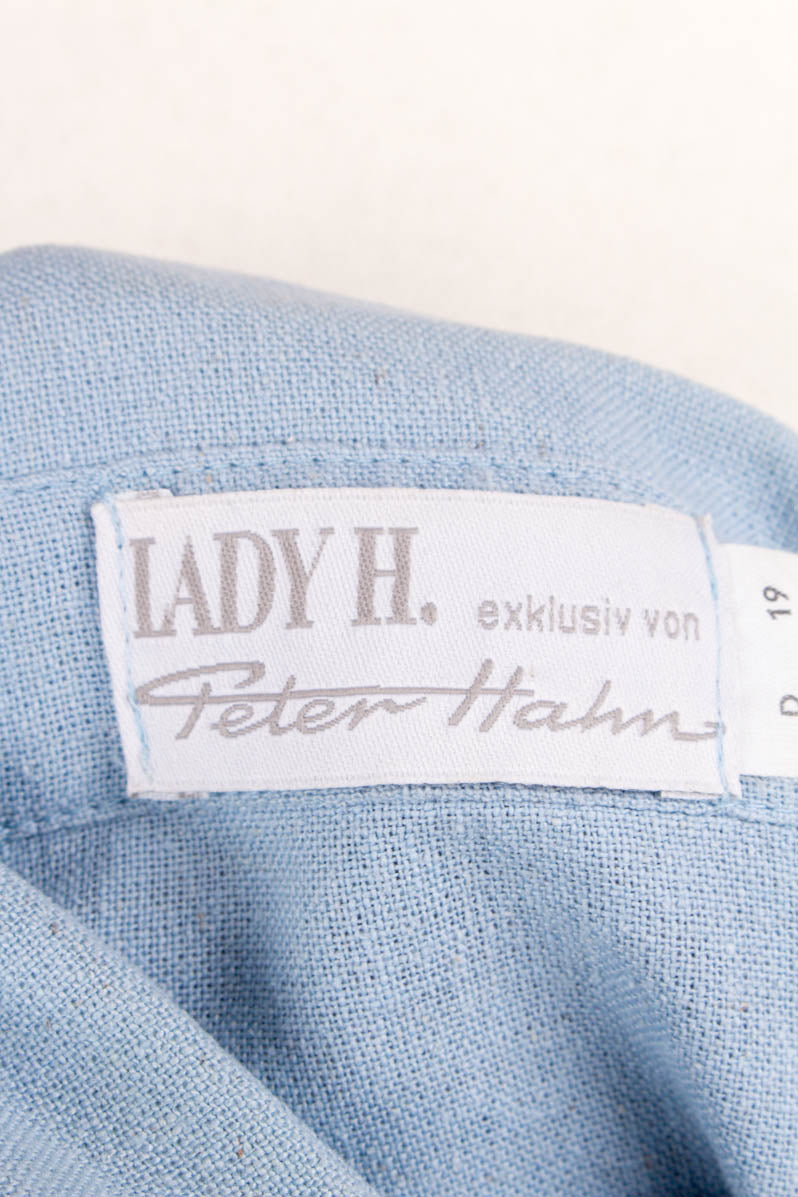 LADY H. exklusiv von
Peter Hahn
19
D